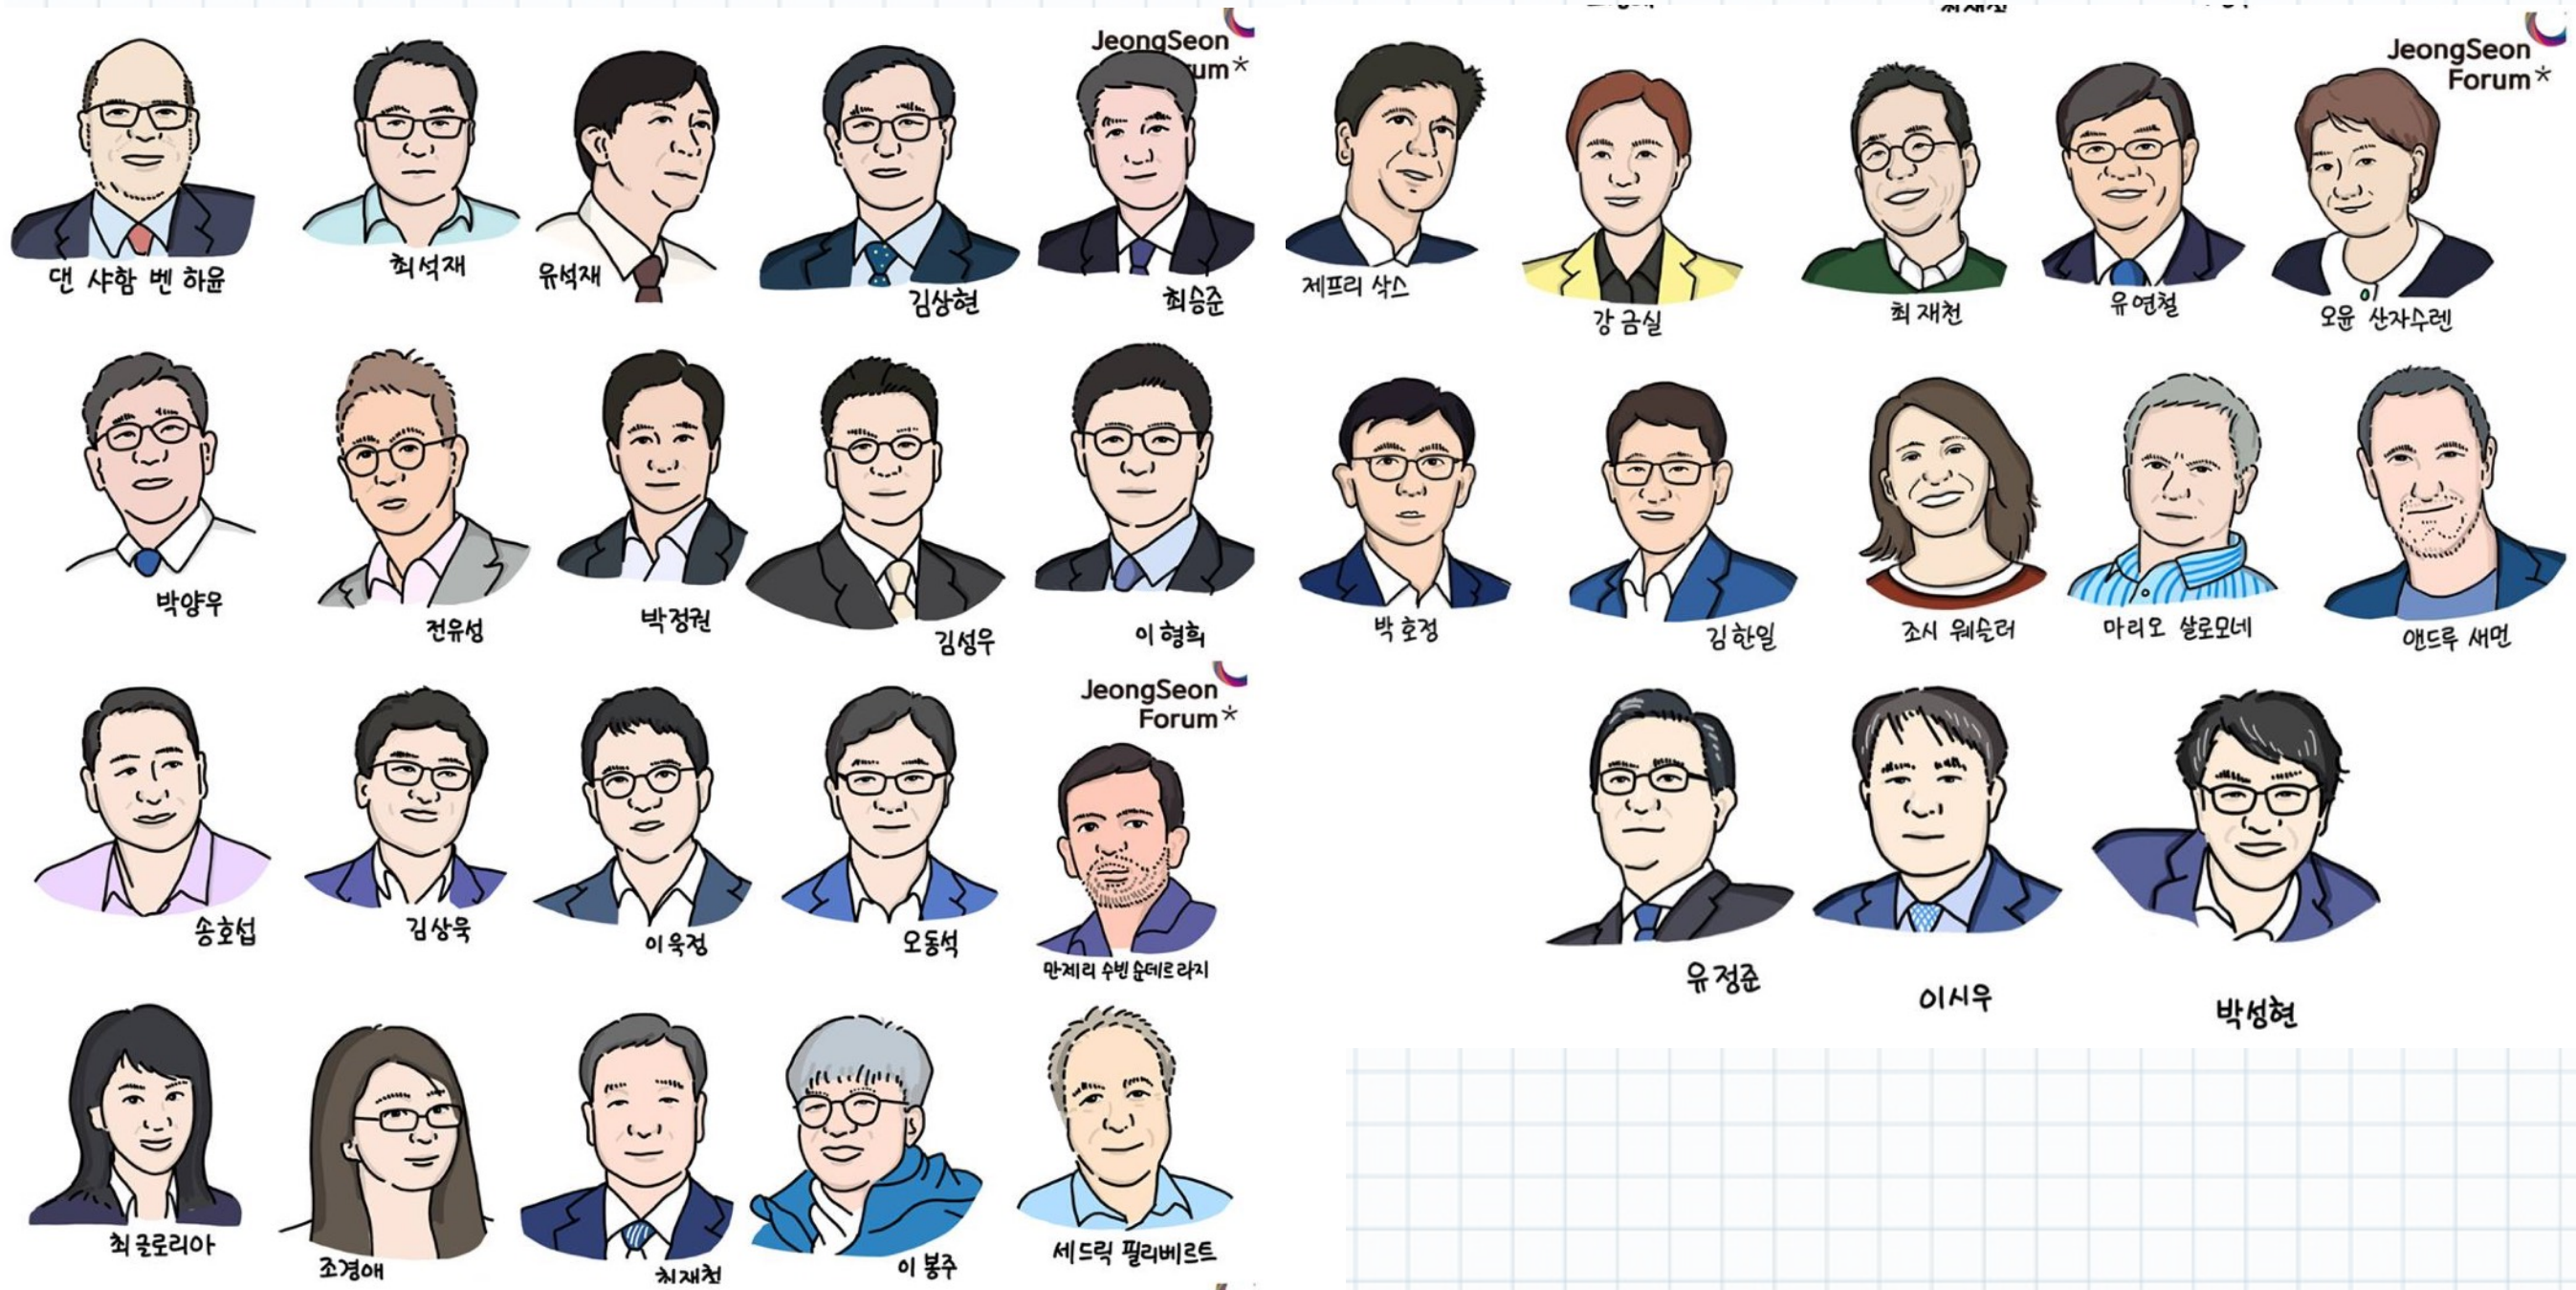 JeongSeon
um*
댄 샤함 벤 하윤
최석재
유석재
김상현
최승준
박양우
전유성
박정권
김성우
이형희
JeongSeon
Forum*
송호섭
김상욱
이욱정
오동석
만제리 수빈순데르라지
최글로리아
조경애
최재철
이봉주
세드릭 필리베르트
JeongSeon
Forum*
제프리 삭스
강금실
최재천
유연철
오윤 산자수렌
박호정
김한일
조시 웨슬러
마리오 살로모네
앤드루 새먼
유정준
이시우
박성현